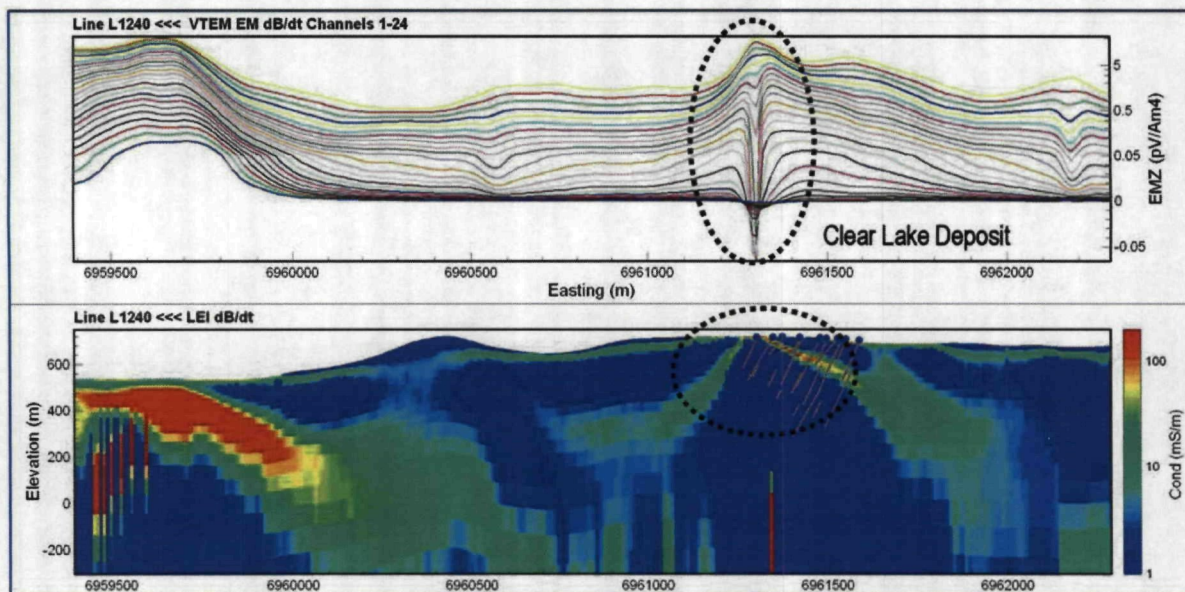 Line L1240 <<< VTEM EM dB/dt Channels 1-24
5
0.5
0.05
0
-0.05
EMZ (pV/Am4)
Clear Lake Deposit
6959500 6960000 6960500 6961000 6961500 6962000
Easting (m)
Line L1240 <<< LEI dB/dt
600
400
200
0
-200
Elevation (m)
100
10
1
Cond (mS/m)
6959500 6960000 6960500 6961000 6961500 6962000